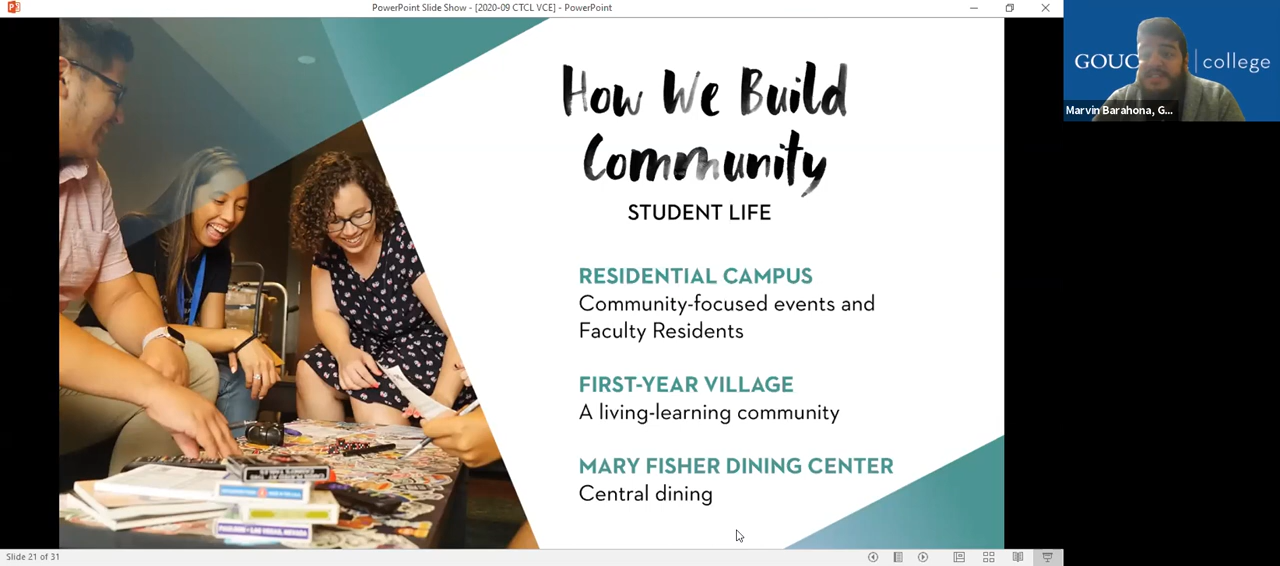 PowerPoint Slide Show - [2020-09 CTCL VCE] - PowerPoint
GOUC college
Marvin Barahona, G...
How We Build
Community
STUDENT LIFE
RESIDENTIAL CAMPUS
Community-focused events and
Faculty Residents
FIRST-YEAR VILLAGE
A living-learning community
MARY FISHER DINING CENTER
Central dining
Slide 21 of 31